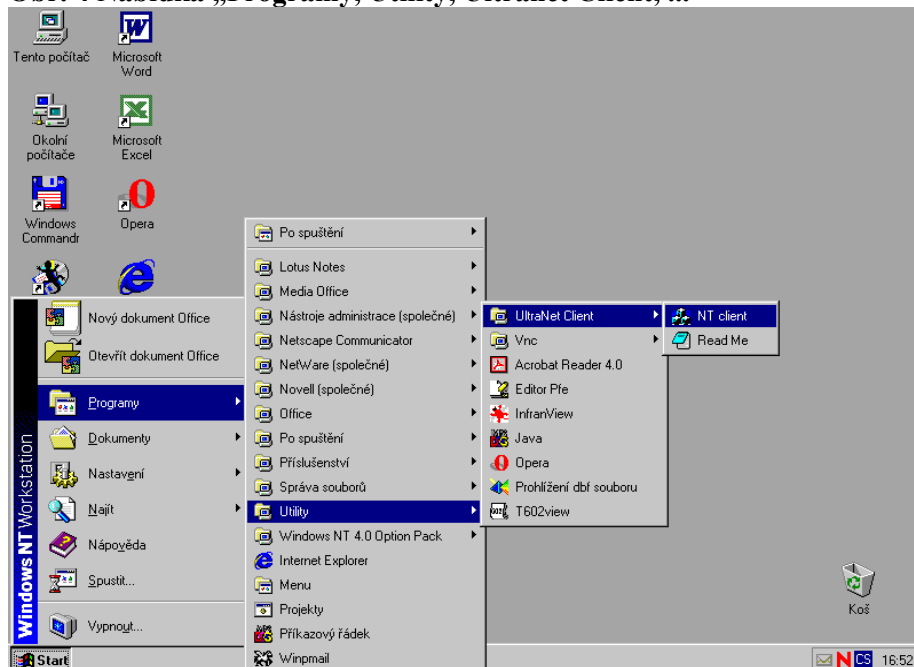 Tento počítač
Microsoft
Word
Okolní
počítače
Microsoft
Excel
Windows
Commandr
Opera
Nový dokument Office
Otevřít dokument Office
Programy
Dokumenty
Nastavení
Najít
Nápověda
Spustit...
Vypnout...
Windows NT Workstation
Po spuštění
Lotus Notes
Media Office
Nástroje administrace (společné)
Netscape Communicator
NetWare (společné)
Novell (společné)
Office
Po spuštění
Příslušenství
Správa souborů
Utility
Windows NT 4.0 Option Pack
Internet Explorer
Menu
Projekty
Příkazový řádek
Winpmail
UltraNet Client
Vnc
Acrobat Reader 4.0
Editor Pfe
InfranView
Java
Opera
Prohlížení dbf souboru
T602view
NT client
Read Me
Koš
Start
CS
16:52